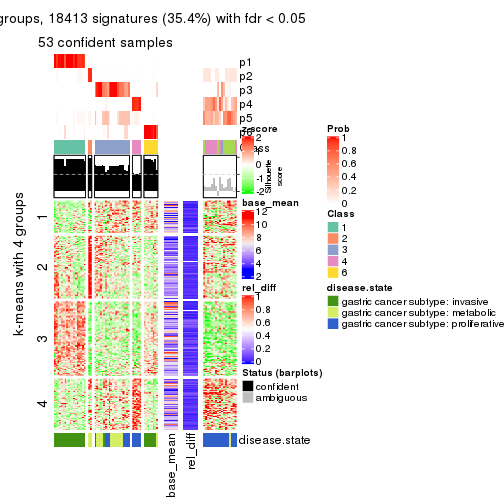 groups, 18413 signatures (35.4%) with fdr < 0.05
53 confident samples
p1
p2
p3
p4
p5
z-score
2
1
0
-1
-2
Silhouette
score
base_mean
12
10
8
6
4
2
rel_diff
1
0.8
0.6
0.4
0.2
0
Status (barplots)
confident
ambiguous
Prob
1
0.8
0.6
0.4
0.2
0
Class
1
2
3
4
6
disease.state
gastric cancer subtype: invasive
gastric cancer subtype: metabolic
gastric cancer subtype: proliferative
k-means with 4 groups
1
2
3
4
base_mean
rel_diff
disease.state